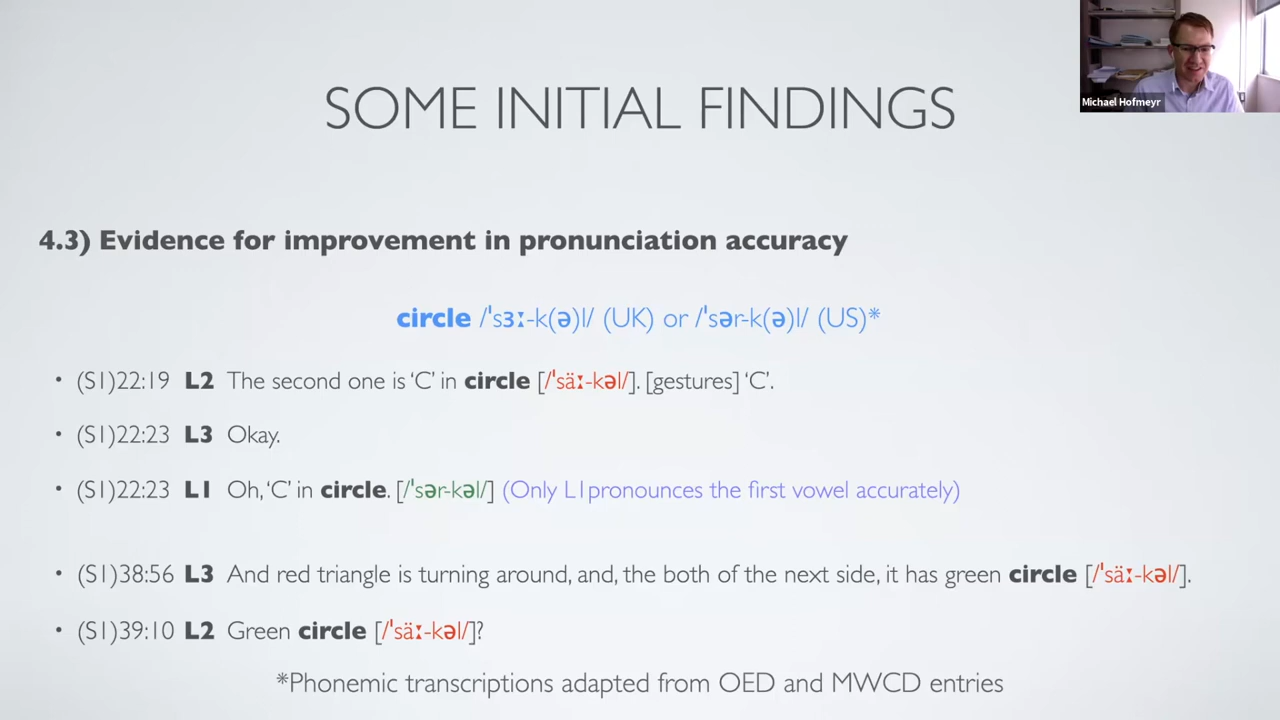 Michael Hofmeyr
SOME INITIAL FINDINGS
4.3) Evidence for improvement in pronunciation accuracy
circle /ˈsɜː-k(ə)l/ (UK) or /ˈsər-k(ə)l/ (US)*
• (S1)22:19 L2 The second one is ‘C’ in circle [/ˈsäː-kəl/]. [gestures] ‘C’.
• (S1)22:23 L3 Okay.
• (S1)22:23 L1 Oh, ‘C’ in circle. [/ˈsər-kəl/] (Only L1pronounces the first vowel accurately)
• (S1)38:56 L3 And red triangle is turning around, and, the both of the next side, it has green circle [/ˈsäː-kəl/].
• (S1)39:10 L2 Green circle [/ˈsäː-kəl/]?
*Phonemic transcriptions adapted from OED and MWCD entries